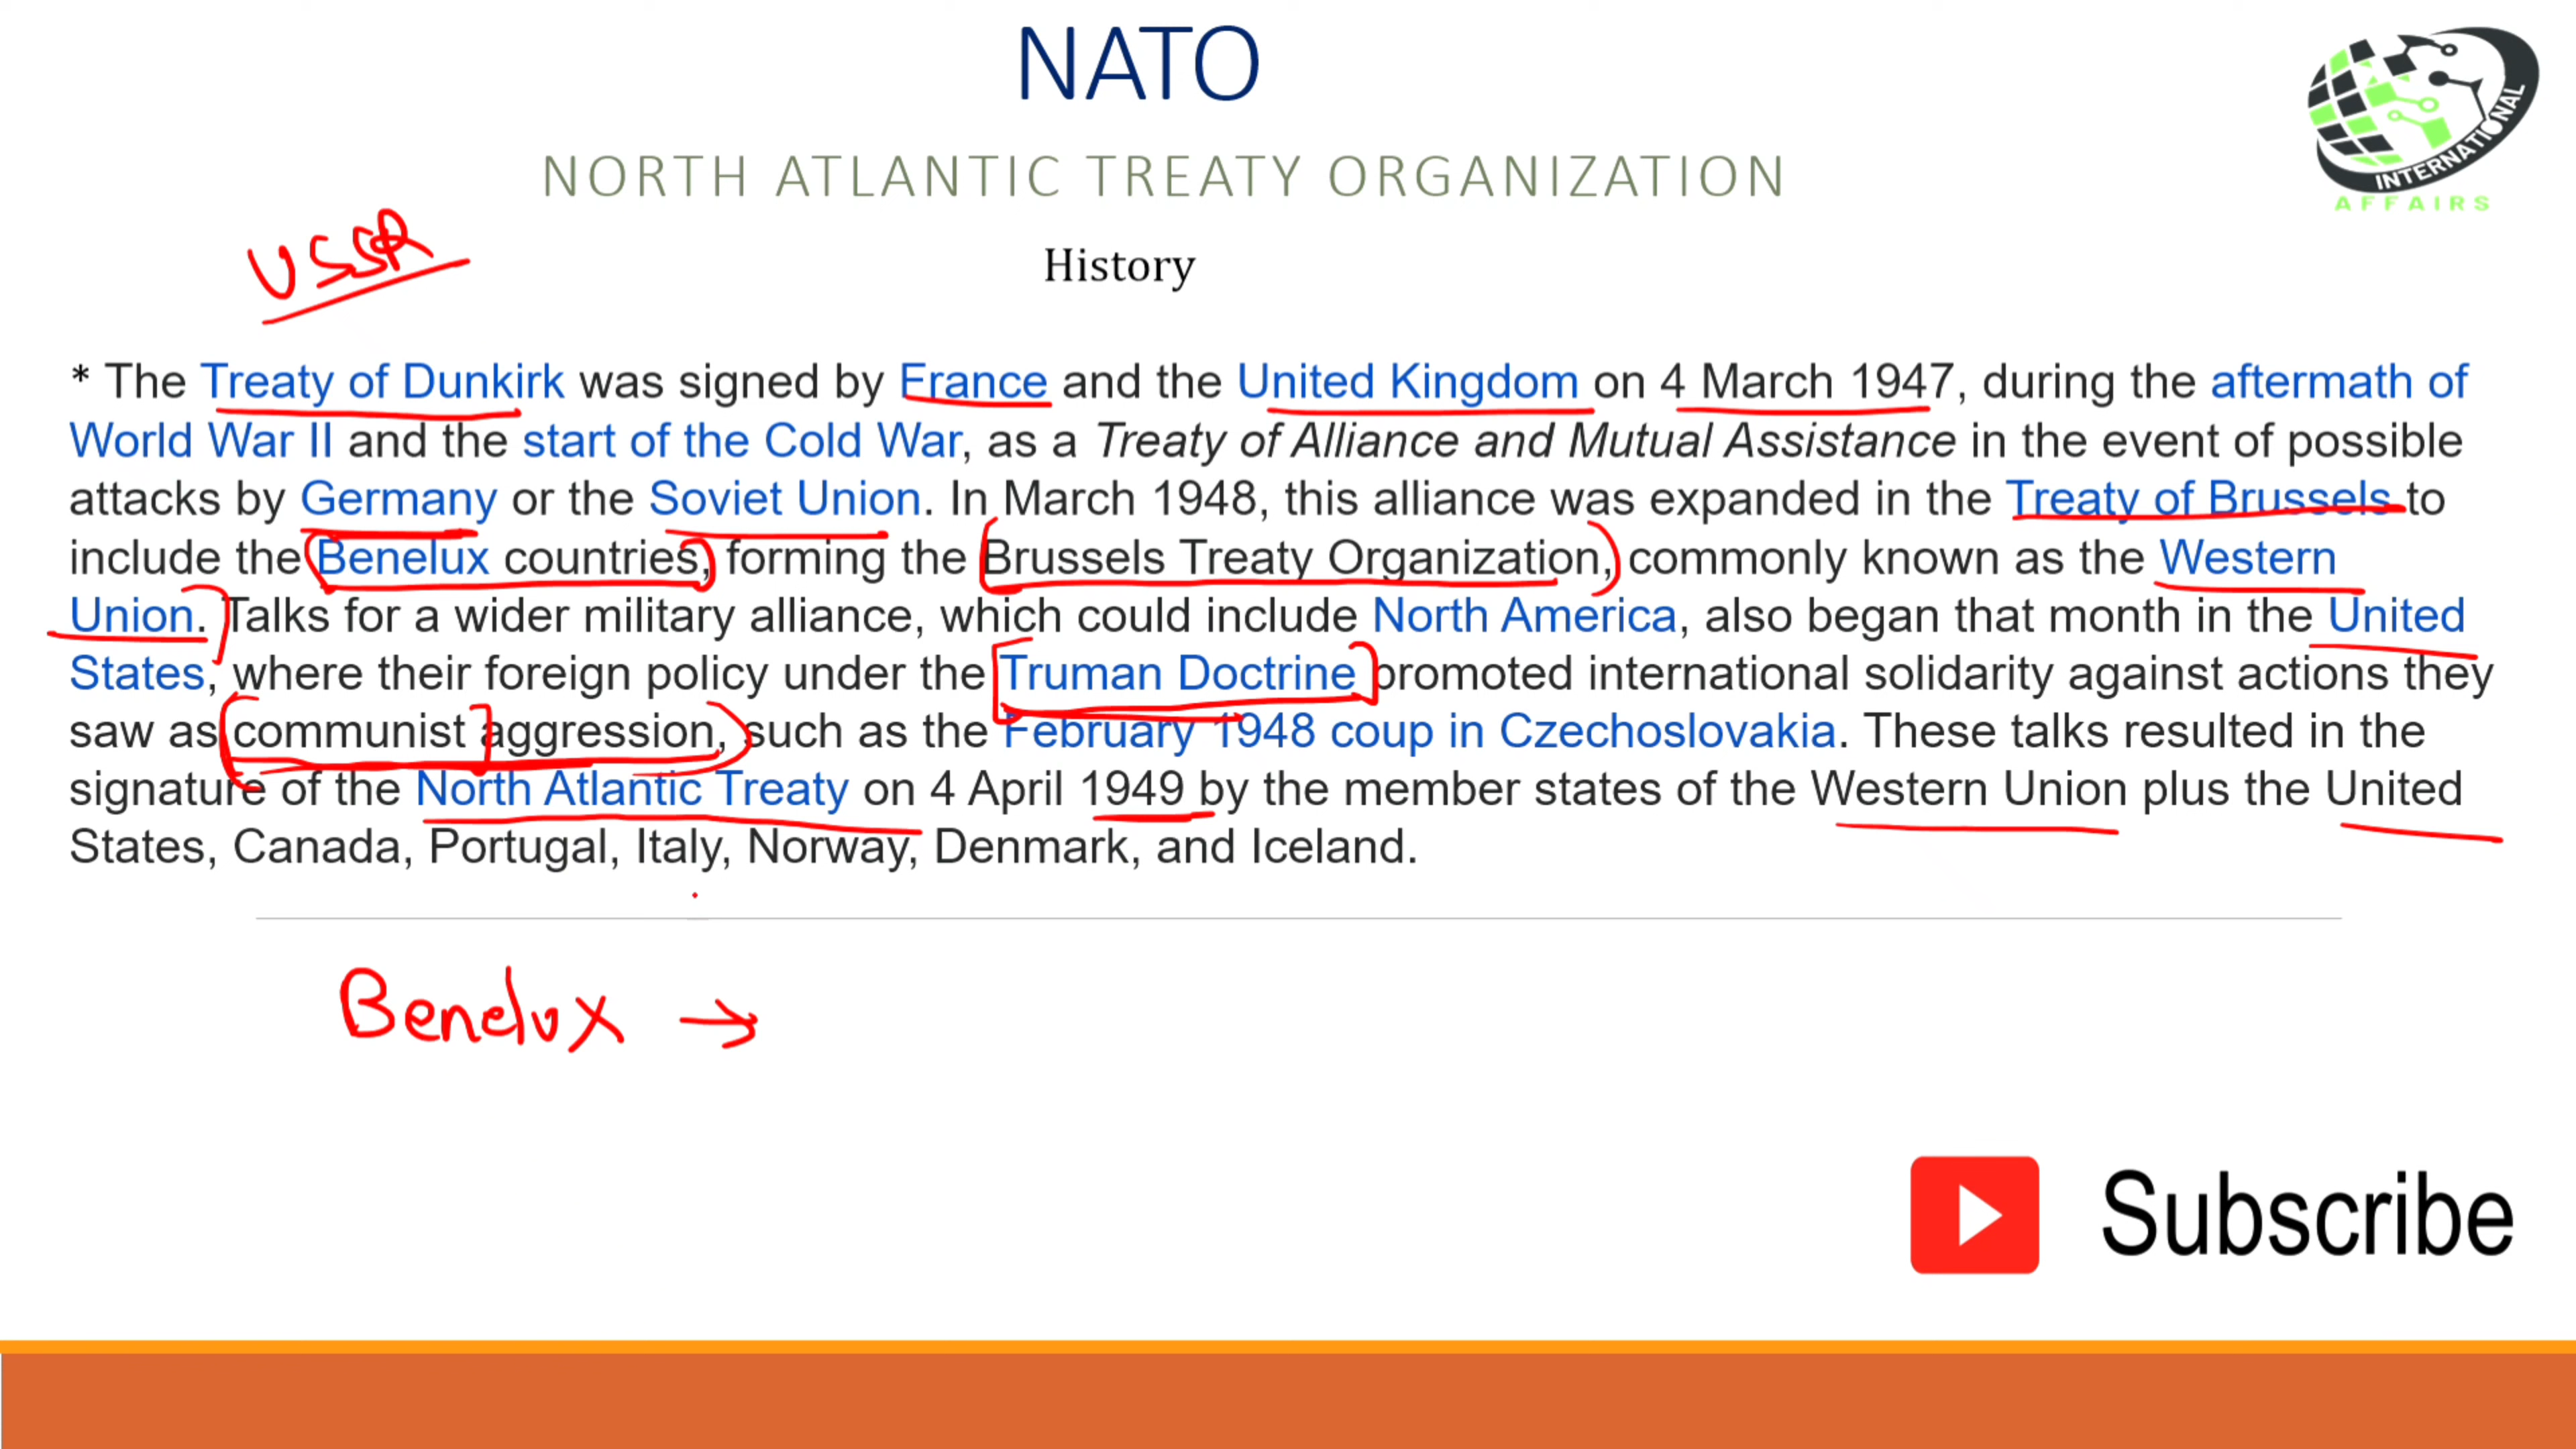 NATO
NORTH ATLANTIC TREATY ORGANIZATION
INTERNATIONAL
AFFAIRS
USSR
History
* The Treaty of Dunkirk was signed by France and the United Kingdom on 4 March 1947, during the aftermath of
World War II and the start of the Cold War, as a Treaty of Alliance and Mutual Assistance in the event of possible
attacks by Germany or the Soviet Union. In March 1948, this alliance was expanded in the Treaty of Brussels to
include the Benelux countries, forming the Brussels Treaty Organization, commonly known as the Western
Union. Talks for a wider military alliance, which could include North America, also began that month in the United
States, where their foreign policy under the Truman Doctrine promoted international solidarity against actions they
saw as communist aggression, such as the February 1948 coup in Czechoslovakia. These talks resulted in the
signature of the North Atlantic Treaty on 4 April 1949 by the member states of the Western Union plus the United
States, Canada, Portugal, Italy, Norway, Denmark, and Iceland.
Benelux →
Subscribe